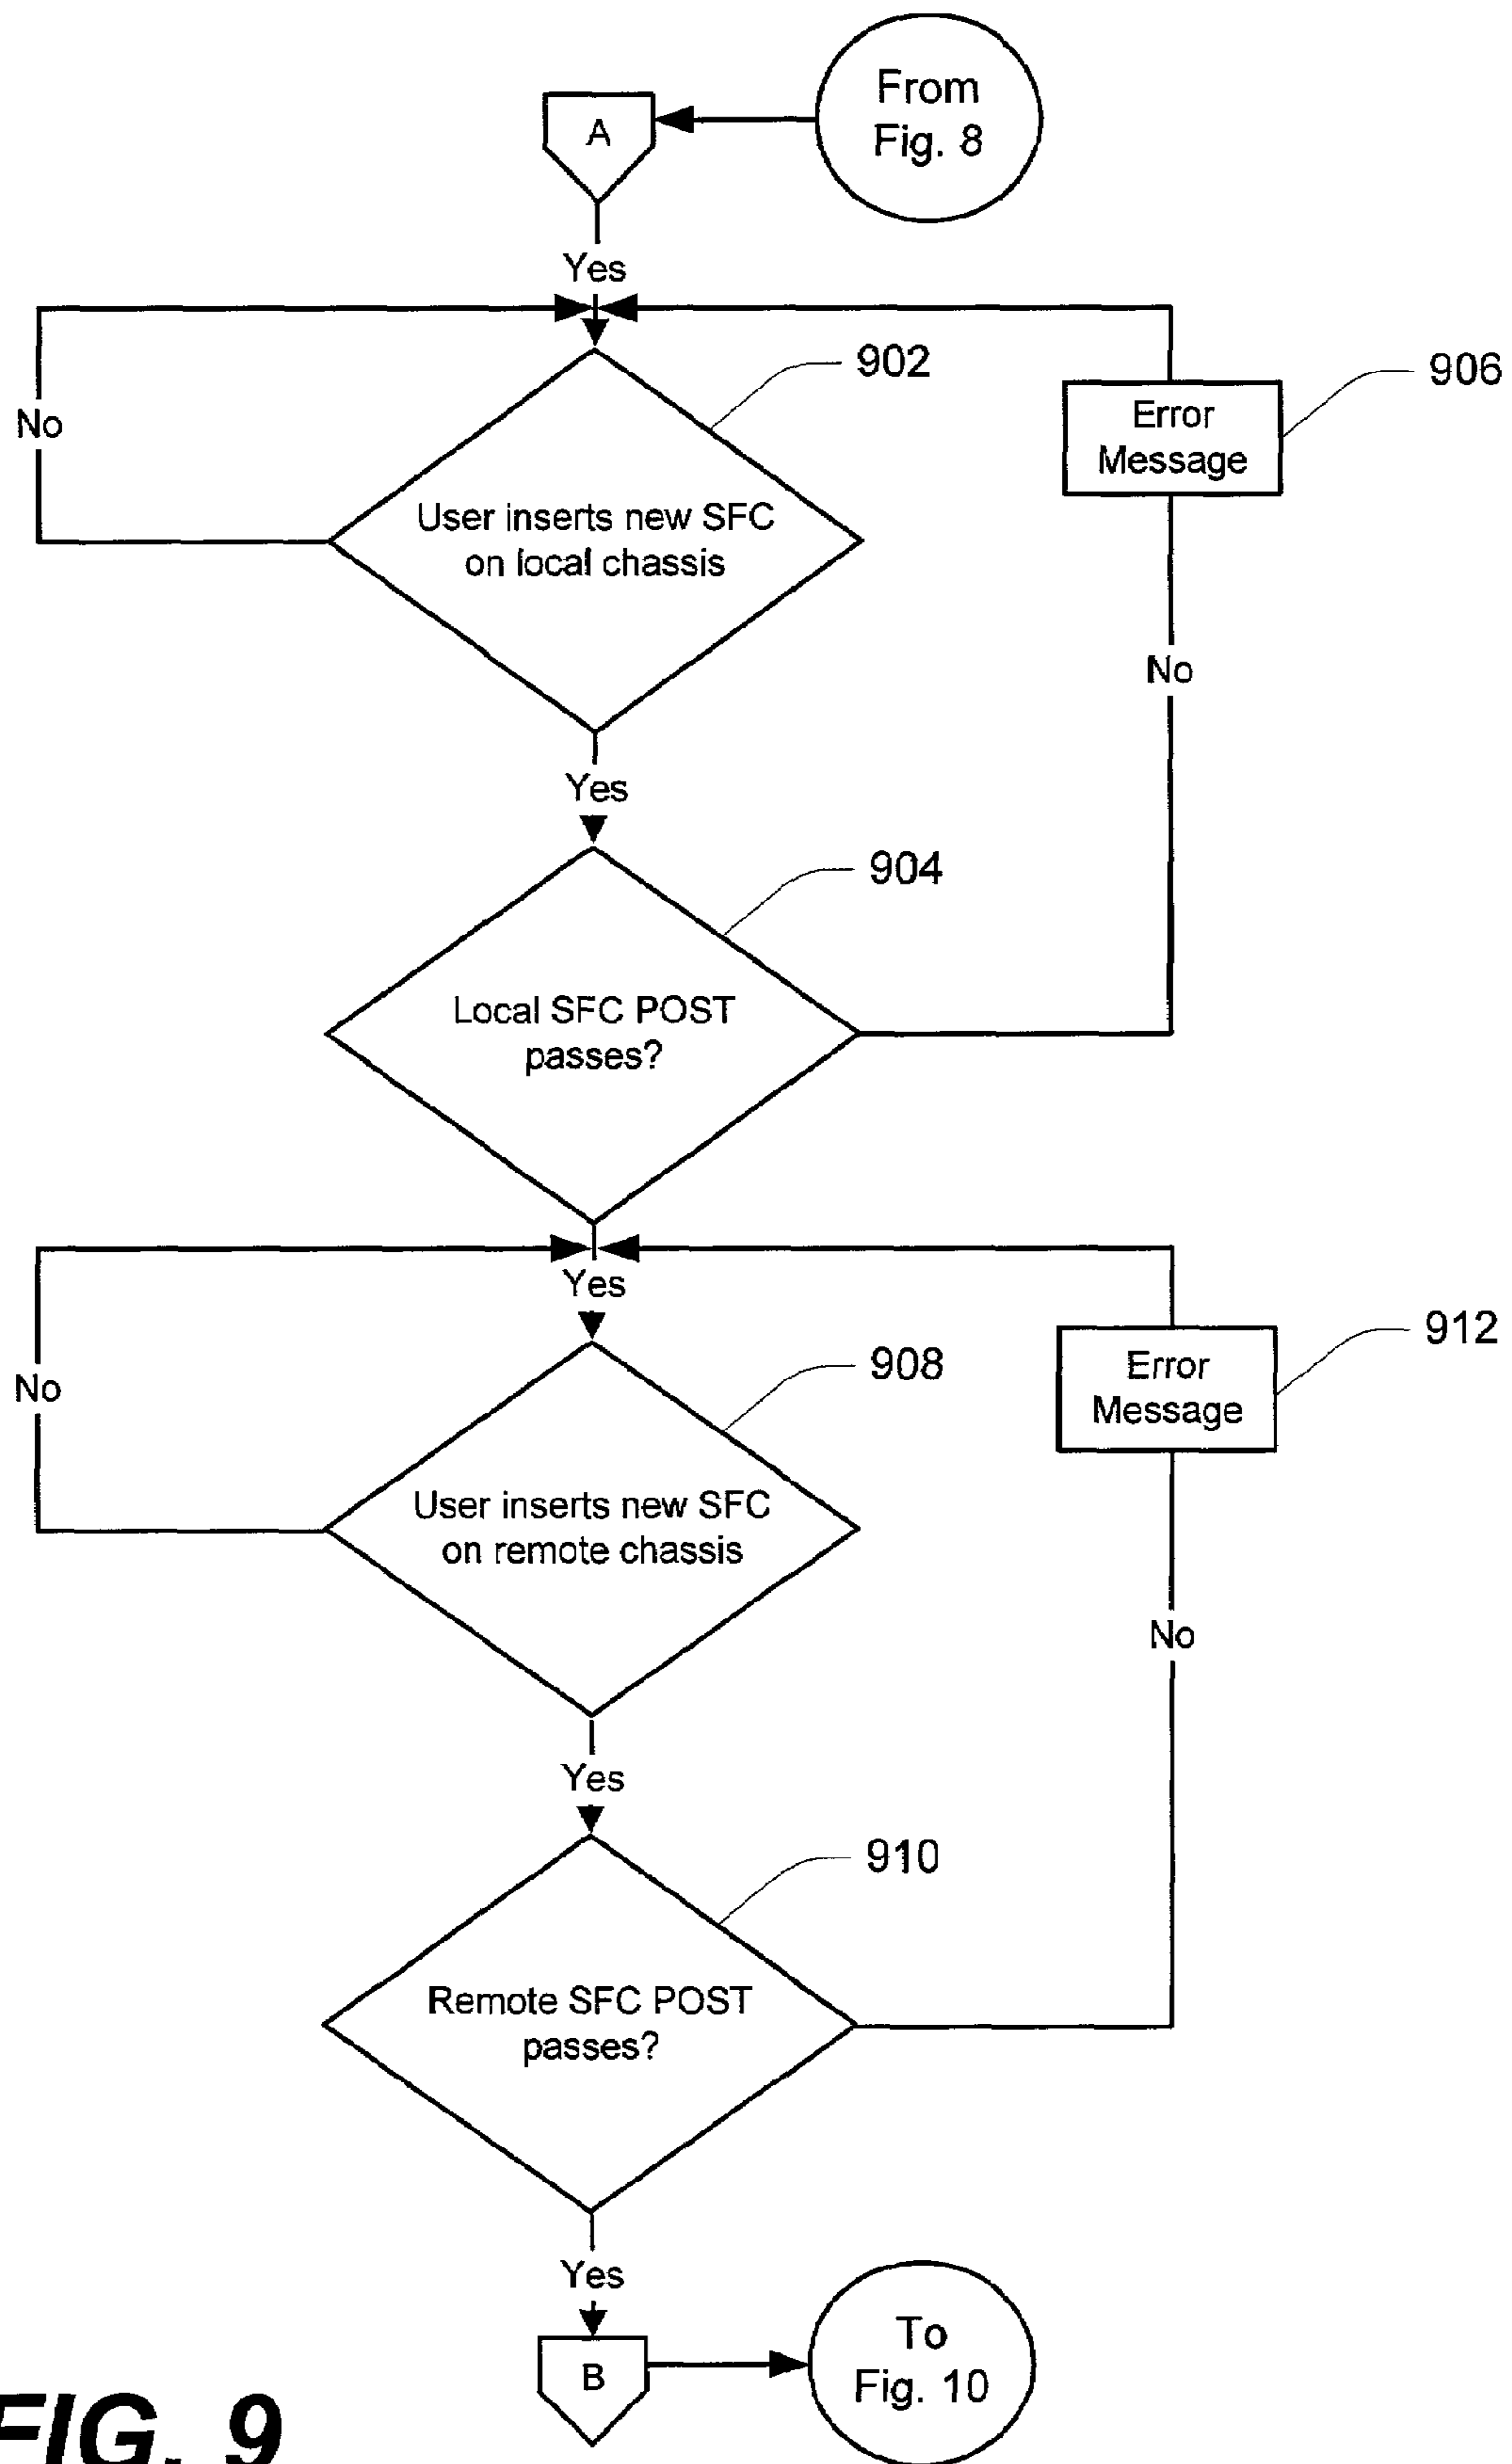 From
Fig. 8
A
Yes
902
906
Error
Message
No
User inserts new SFC
on local chassis
No
Yes
904
Local SFC POST
passes?
Yes
912
Error
Message
908
No
User inserts new SFC
on remote chassis
No
Yes
910
Remote SFC POST
passes?
Yes
To
Fig. 10
B
FIG. 9